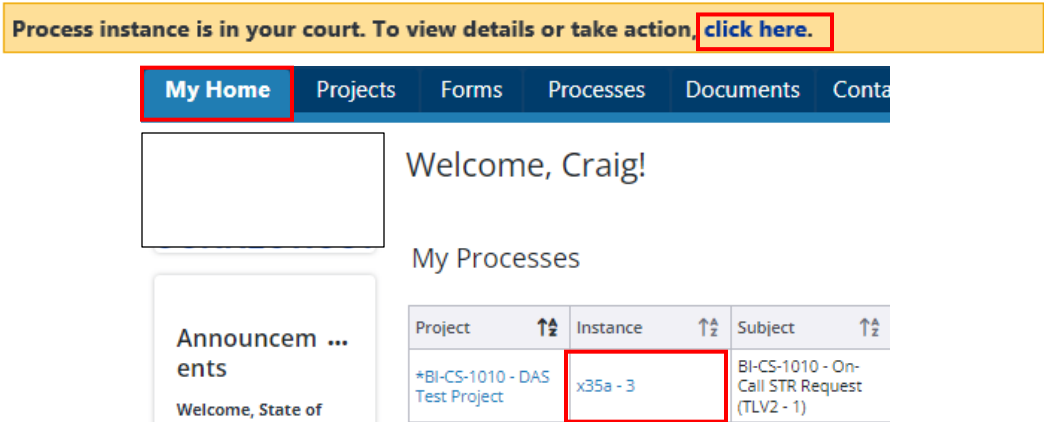 Process instance is in your court. To view details or take action, click here.
My Home Projects Forms Processes Documents Conta
Welcome, Craig!
My Processes
Announcem ...
ents
Welcome, State of
Project Instance Subject
*BI-CS-1010 - DAS
Test Project
x35a - 3
BI-CS-1010 - On-
Call STR Request
(TLV2 - 1)